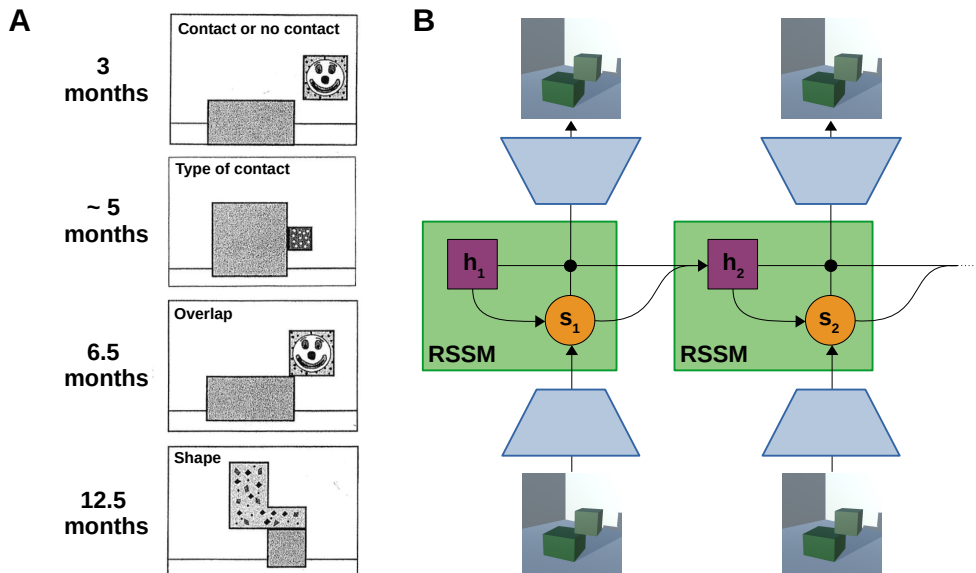 A
3
months
Contact or no contact
~ 5
months
Type of contact
6.5
months
Overlap
12.5
months
Shape
B
h1
s1
RSSM
h2
s2
RSSM